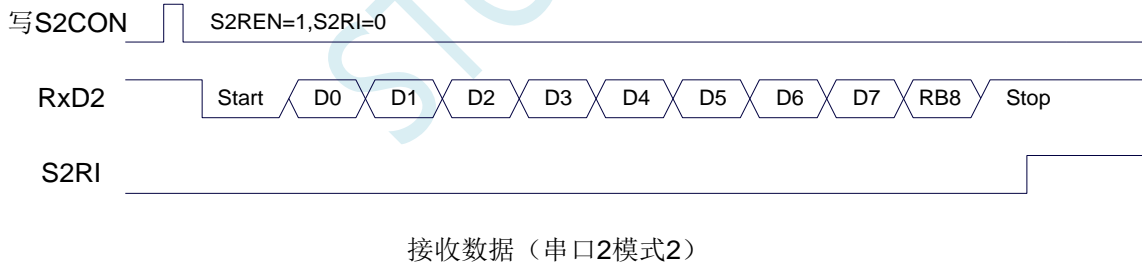 写S2CON S2REN=1,S2RI=0
RxD2 Start D0 D1 D2 D3 D4 D5 D6 D7 RB8 Stop
S2RI
接收数据（串口2模式2）